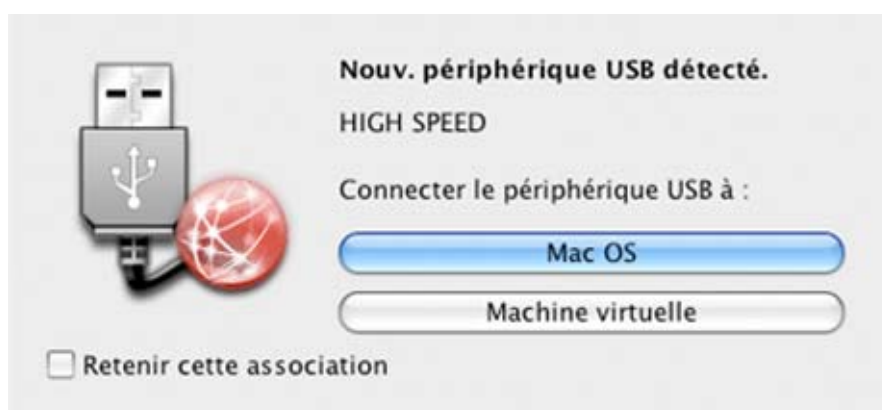 Nouv. périphérique USB détecté.
HIGH SPEED
Connecter le périphérique USB à :
Mac OS
Machine virtuelle
Retenir cette association